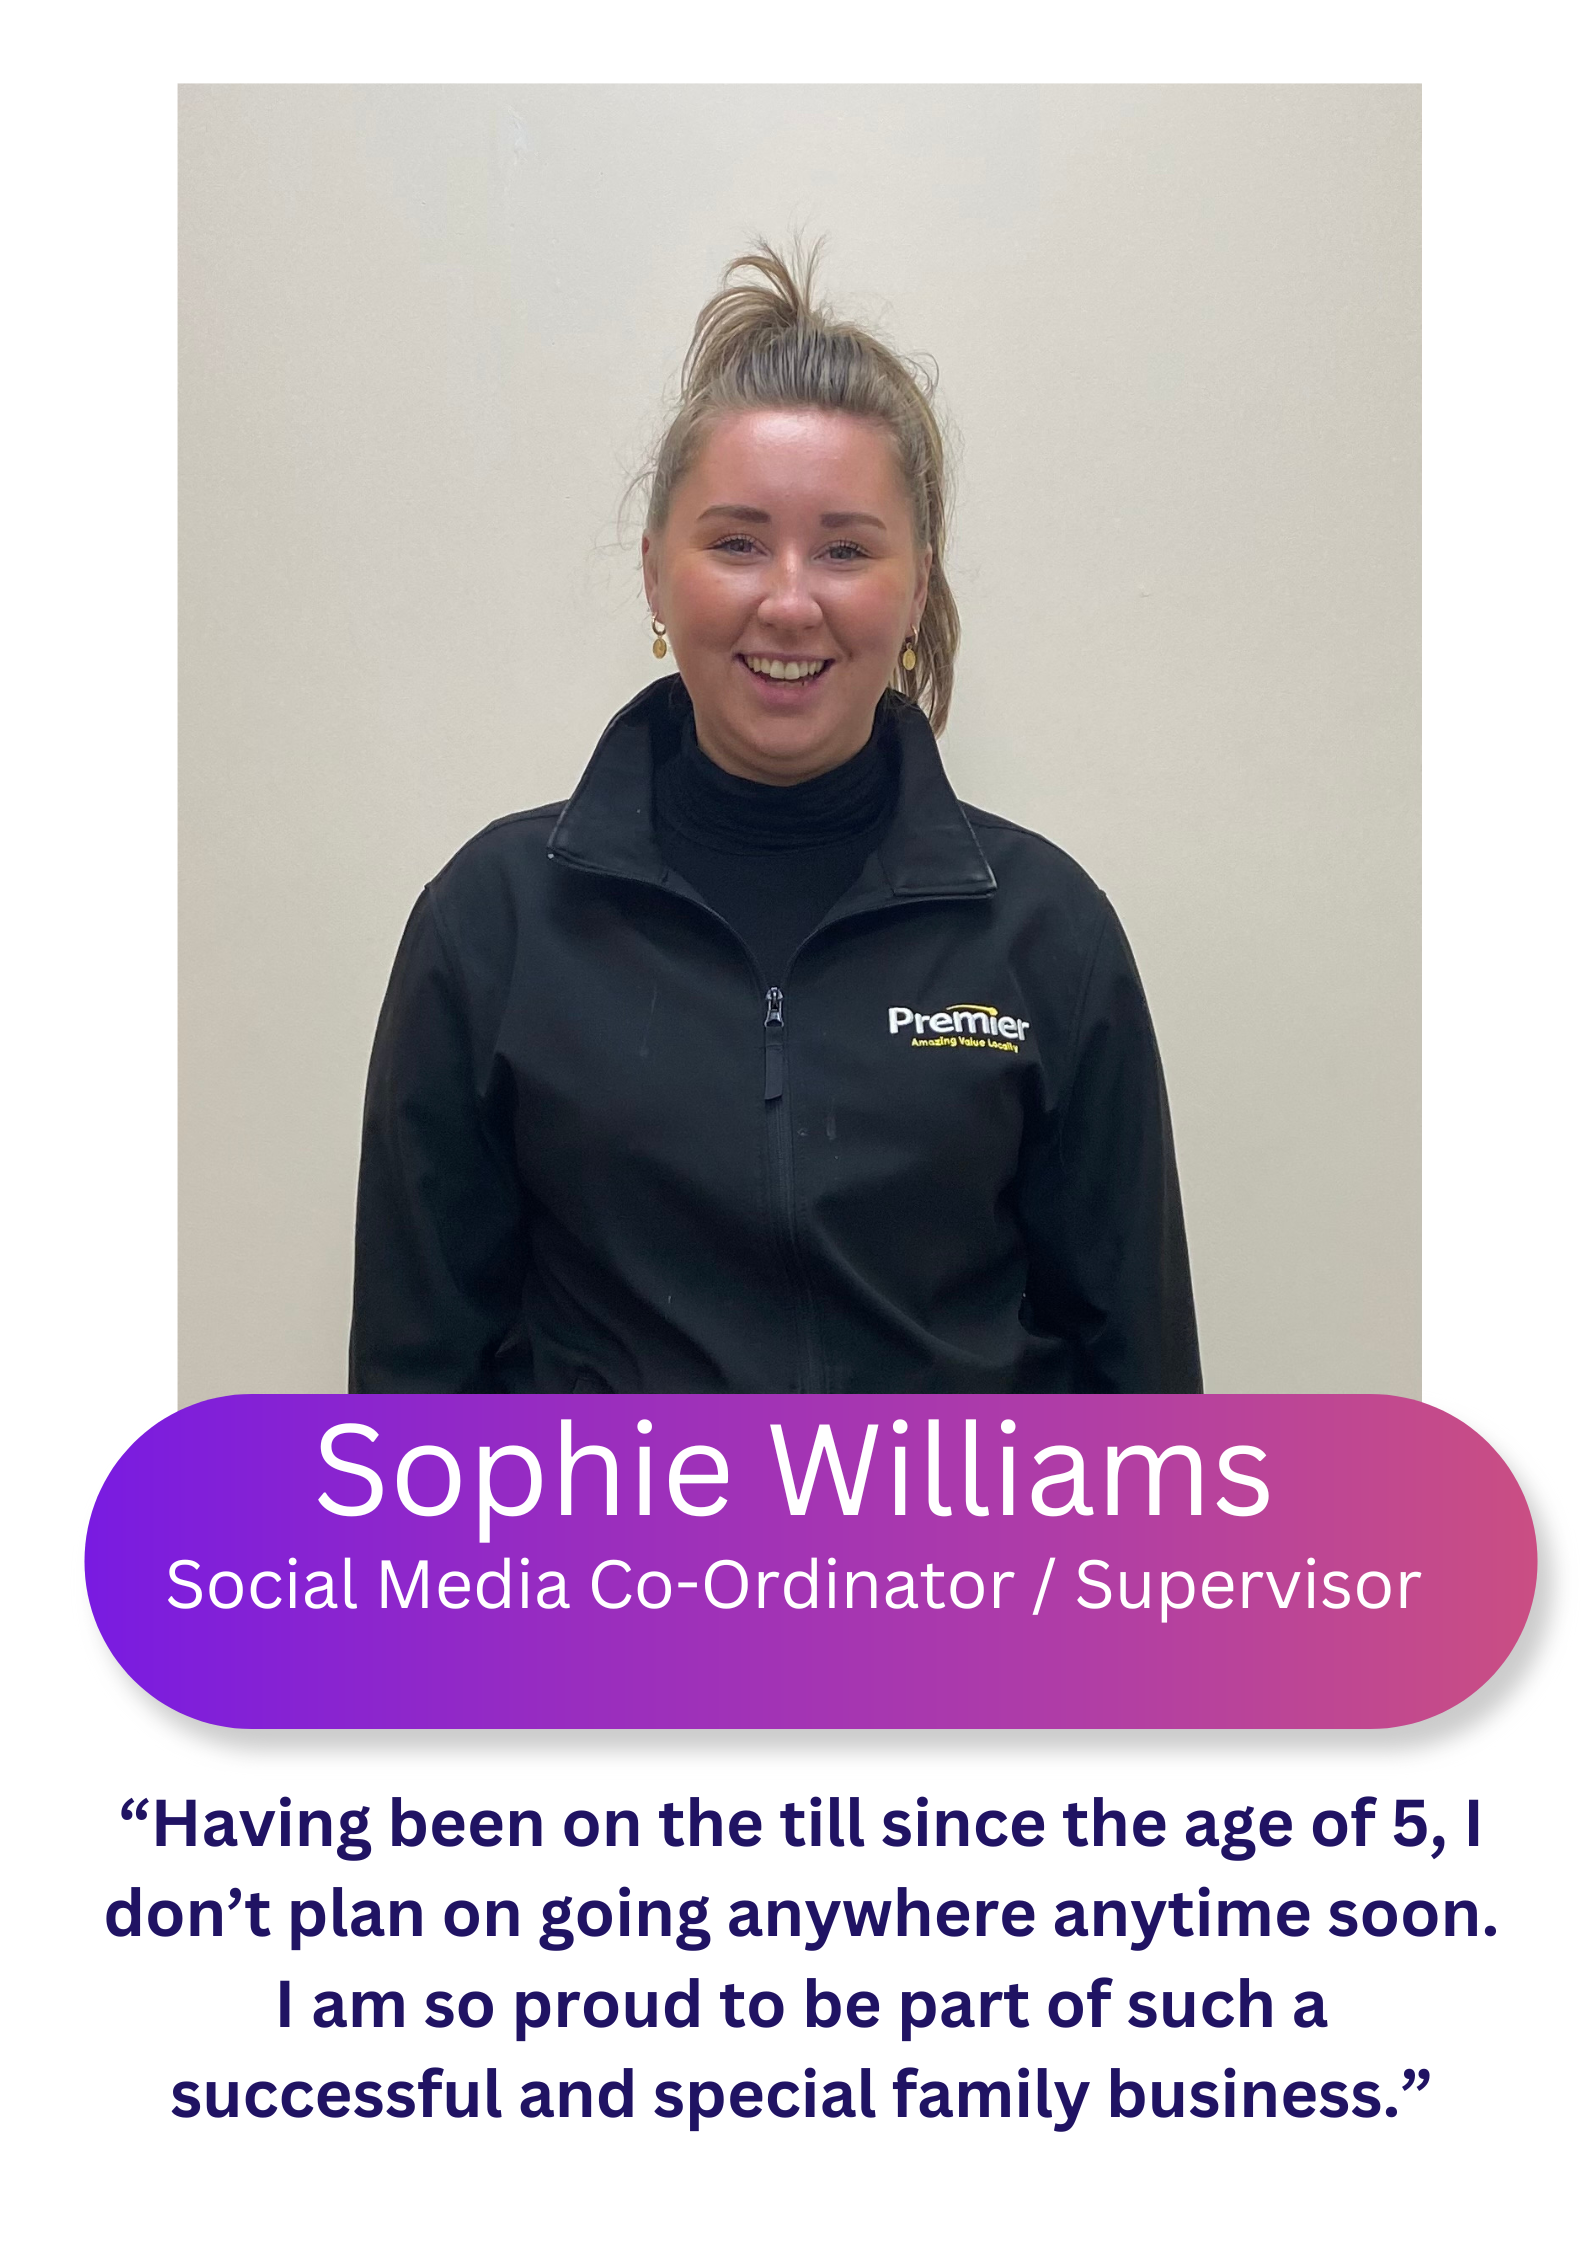 Premier
Amazing Value Locally
Sophie Williams
Social Media Co-Ordinator / Supervisor
“Having been on the till since the age of 5, I
don’t plan on going anywhere anytime soon.
I am so proud to be part of such a
successful and special family business.”